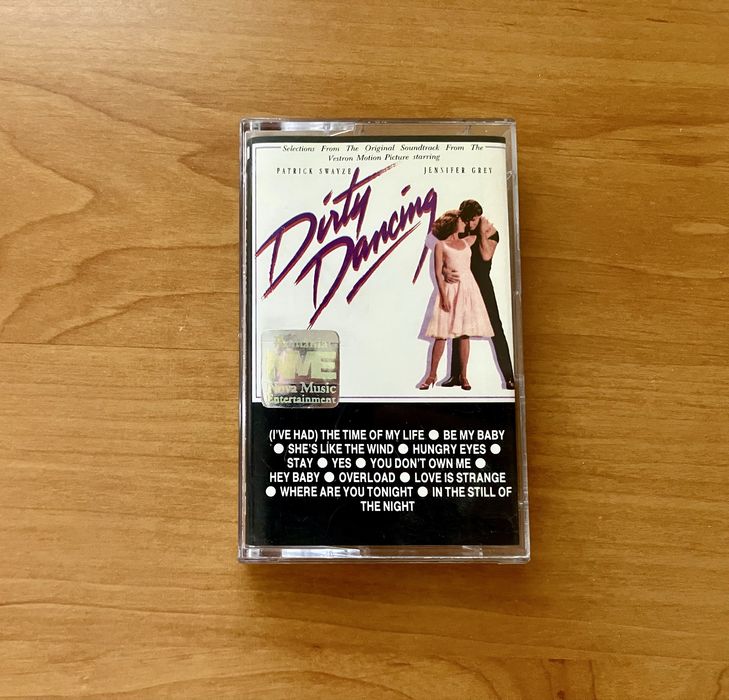 Selections From The Original Soundtrack From The
Vestron Motion Picture starring
PATRICK SWAYZE JENNIFER GREY
Dirty
Dancing
NME
Nova Music
Entertainment
(I'VE HAD) THE TIME OF MY LIFE ● BE MY BABY
● SHE'S LIKE THE WIND ● HUNGRY EYES ●
STAY ● YES ● YOU DON'T OWN ME ●
HEY BABY ● OVERLOAD ● LOVE IS STRANGE
● WHERE ARE YOU TONIGHT ● IN THE STILL OF
THE NIGHT